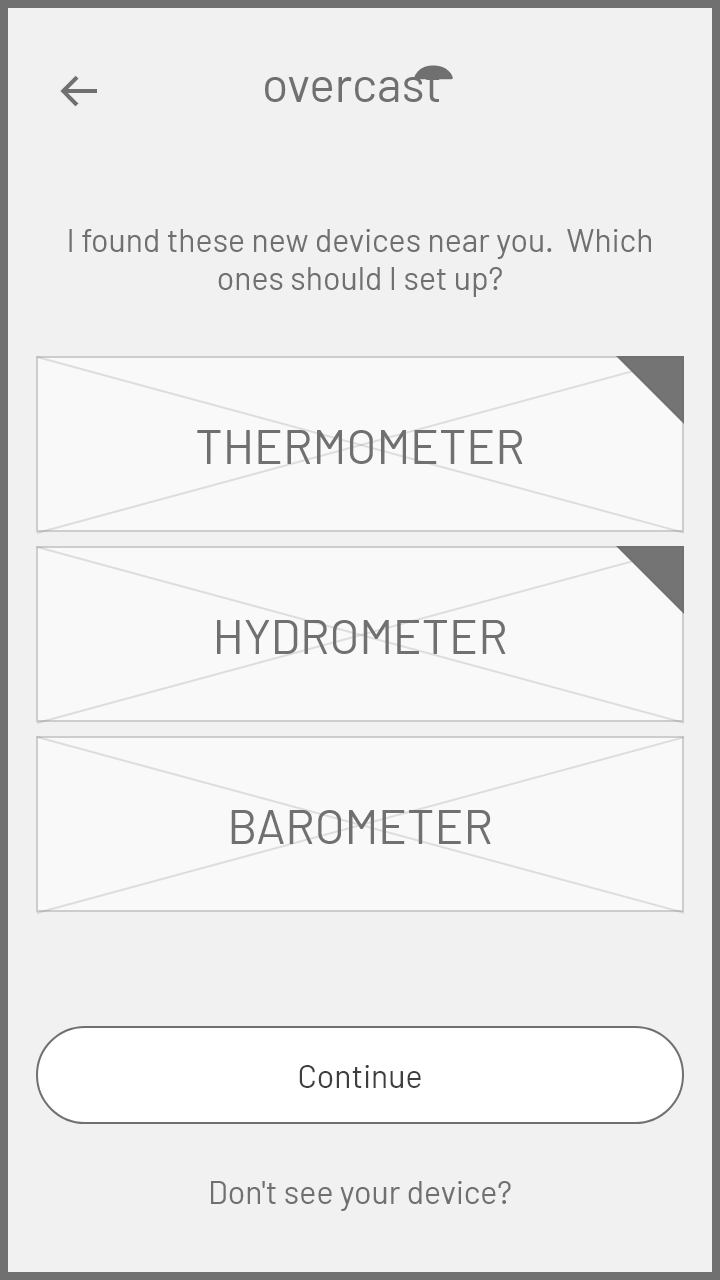 overcast
I found these new devices near you.  Which
ones should I set up?
THERMOMETER
HYDROMETER
BAROMETER
Continue
Don't see your device?